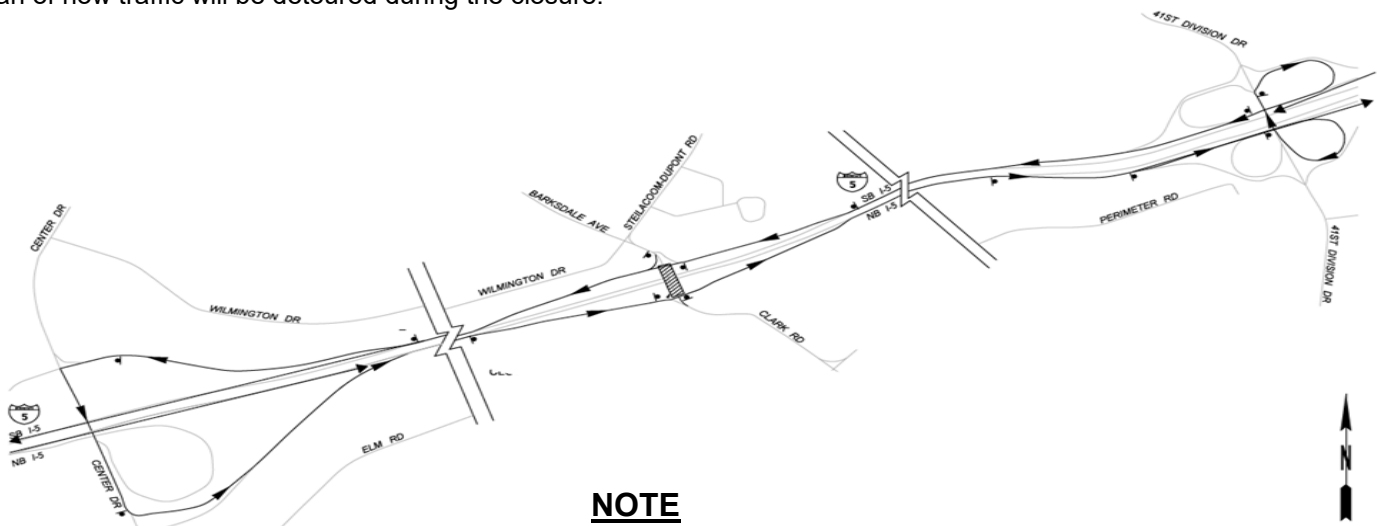 an of how traffic will be detoured during the closure.
41ST DIVISION DR
STEILACOOM-DUPONT RD
BARKSDALE AVE
5
SB I-5
NB I-5
PERIMETER RD
41ST DIVISION DR
CENTER DR
WILMINGTON DR
WILMINGTON DR
CLARK RD
5
SB I-5
NB I-5
CENTER DR
ELM RD
N
NOTE